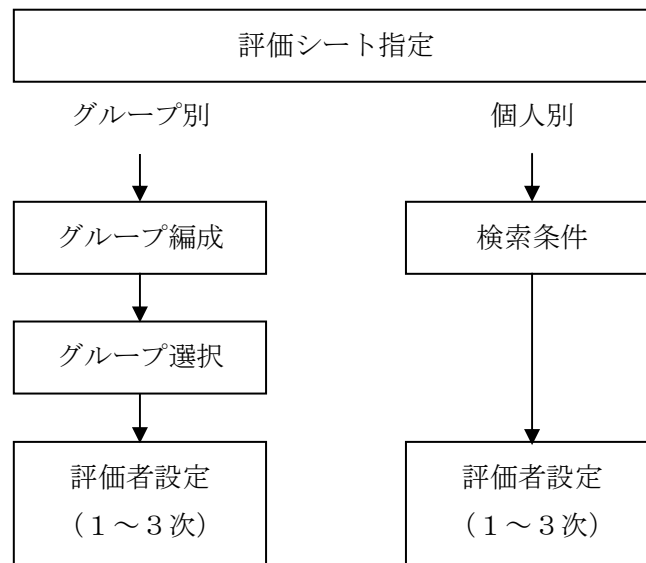 評価シート指定
グループ別
個人別
グループ編成
検索条件
グループ選択
評価者設定
(1~3次)
評価者設定
(1~3次)